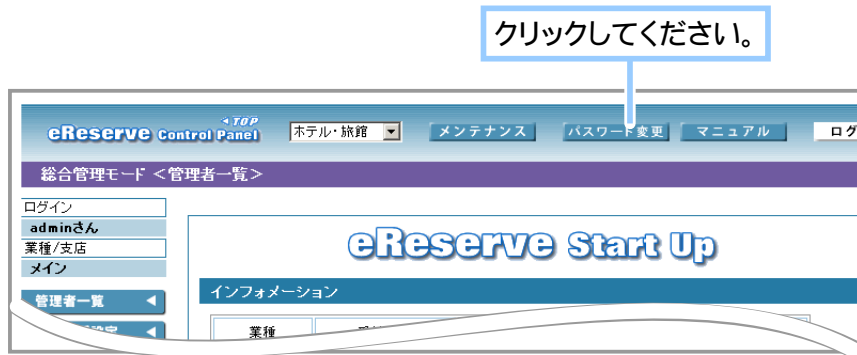 クリックしてください。
TOP
eReserve Control Panel
ホテル・旅館
メンテナンス
パスワード変更
マニュアル
ログ
総合管理モード <管理者一覧>
ログイン
adminさん
業種/支店
メイン
管理者一覧
eReserve Start Up
インフォメーション
業種